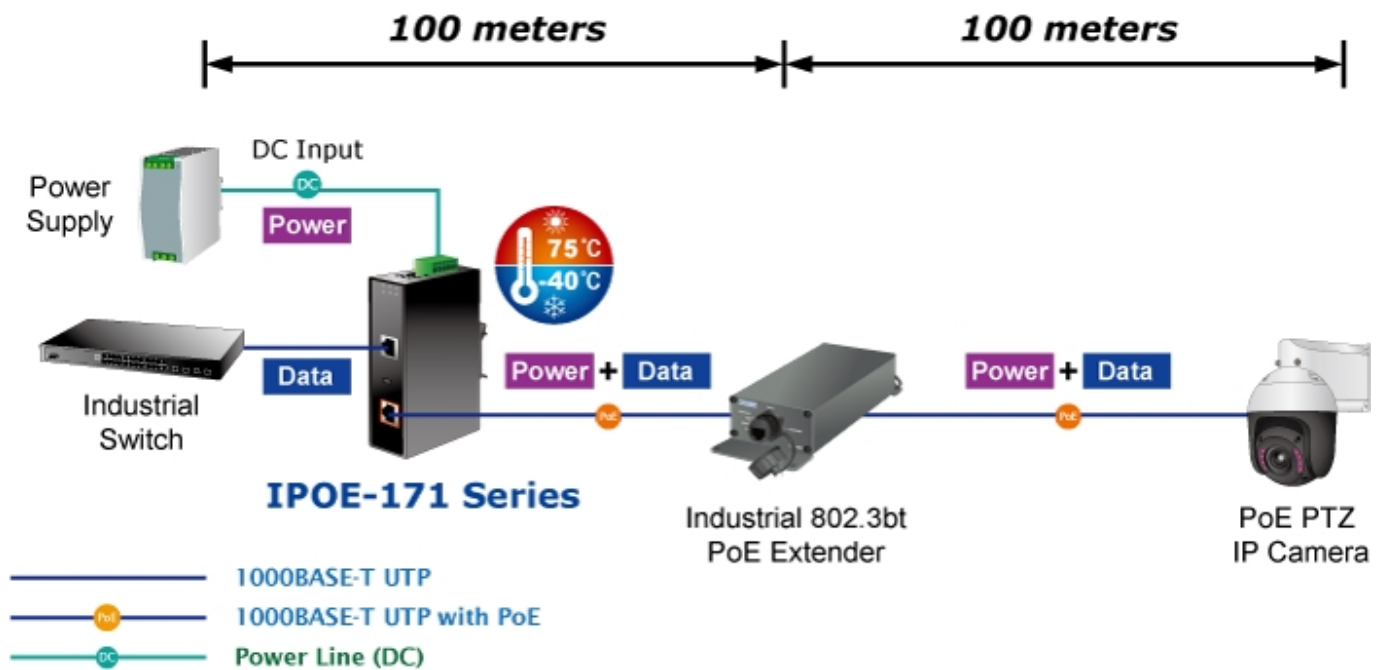 100 meters
100 meters
DC Input
DC
Power
Supply
Power
75°C
-40°C
Data
Industrial
Switch
Power + Data
PoE
Power + Data
PoE
IPOE-171 Series
Industrial 802.3bt
PoE Extender
PoE PTZ
IP Camera
1000BASE-T UTP
PoE
1000BASE-T UTP with PoE
DC
Power Line (DC)